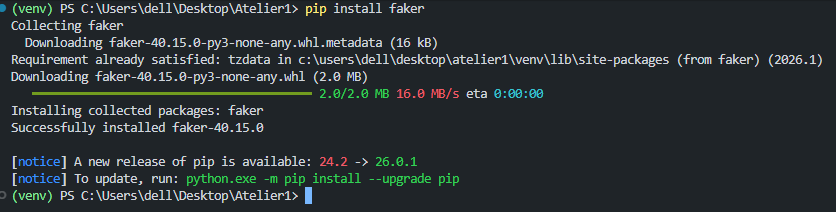 (venv) PS C:\Users\dell\Desktop\Atelier1> pip install faker
Collecting faker
  Downloading faker-40.15.0-py3-none-any.whl.metadata (16 kB)
Requirement already satisfied: tzdata in c:\users\dell\desktop\atelier1\venv\lib\site-packages (from faker) (2026.1)
Downloading faker-40.15.0-py3-none-any.whl (2.0 MB)
2.0/2.0 MB 16.0 MB/s eta 0:00:00
Installing collected packages: faker
Successfully installed faker-40.15.0
[notice] A new release of pip is available: 24.2 -> 26.0.1
[notice] To update, run: python.exe -m pip install --upgrade pip
(venv) PS C:\Users\dell\Desktop\Atelier1>